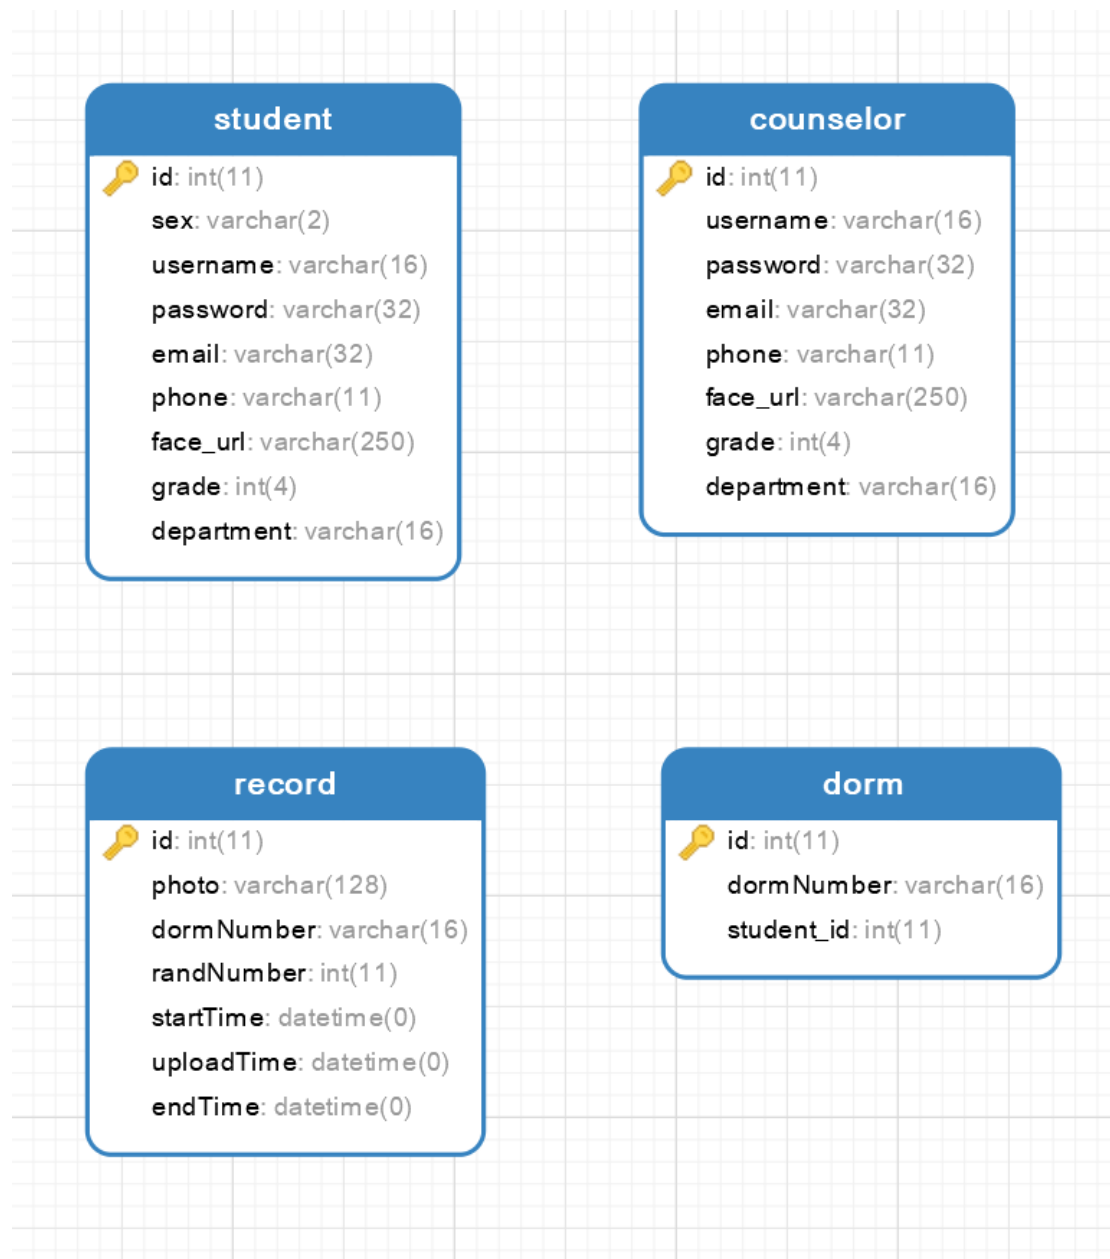 student
id: int(11)
sex: varchar(2)
username: varchar(16)
password: varchar(32)
email: varchar(32)
phone: varchar(11)
face_url: varchar(250)
grade: int(4)
department: varchar(16)
counselor
id: int(11)
username: varchar(16)
password: varchar(32)
email: varchar(32)
phone: varchar(11)
face_url: varchar(250)
grade: int(4)
department: varchar(16)
record
id: int(11)
photo: varchar(128)
dormNumber: varchar(16)
randNumber: int(11)
startTime: datetime(0)
uploadTime: datetime(0)
endTime: datetime(0)
dorm
id: int(11)
dormNumber: varchar(16)
student_id: int(11)